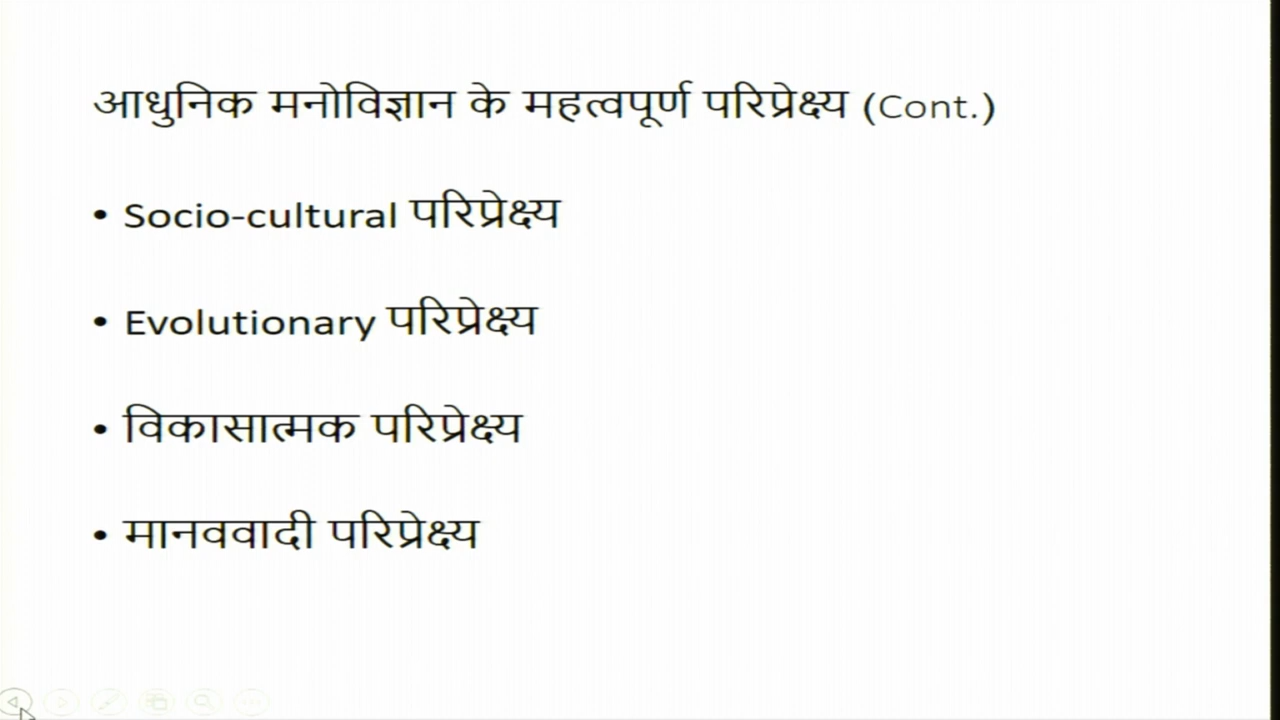 आधुनिक मनोविज्ञान के महत्वपूर्ण परिप्रेक्ष्य (Cont.)
• Socio-cultural परिप्रेक्ष्य
• Evolutionary परिप्रेक्ष्य
• विकासात्मक परिप्रेक्ष्य
• मानववादी परिप्रेक्ष्य